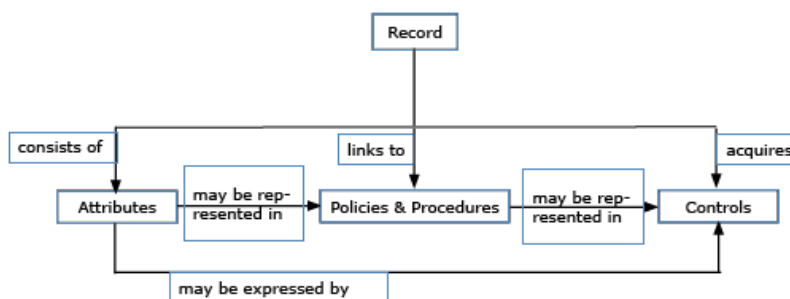 Record
consists of
links to
acquires
may be rep-
resented in
may be rep-
resented in
Attributes
Policies & Procedures
Controls
may be expressed by